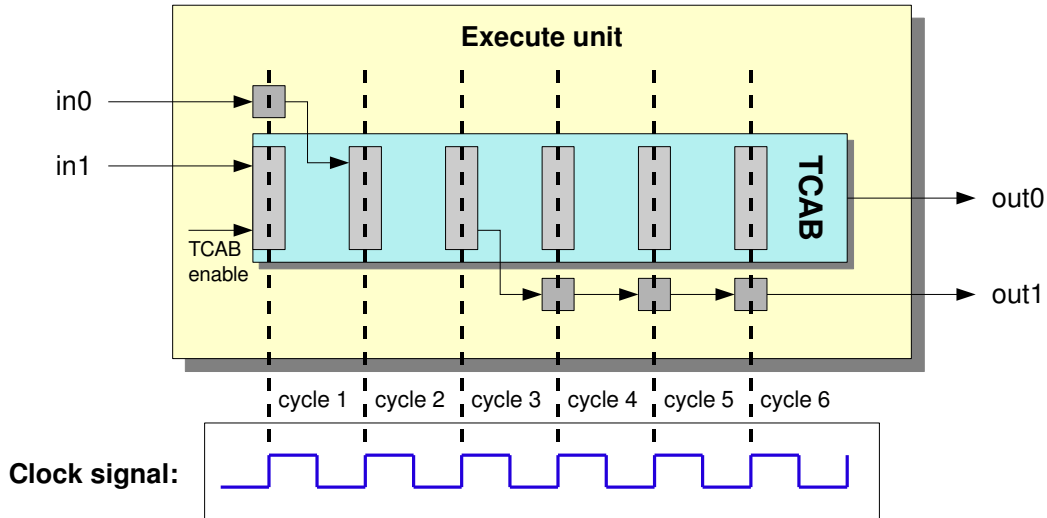 Execute unit
in0
in1
TCAB
enable
TCAB
out0
out1
cycle 1
cycle 2
cycle 3
cycle 4
cycle 5
cycle 6
Clock signal: